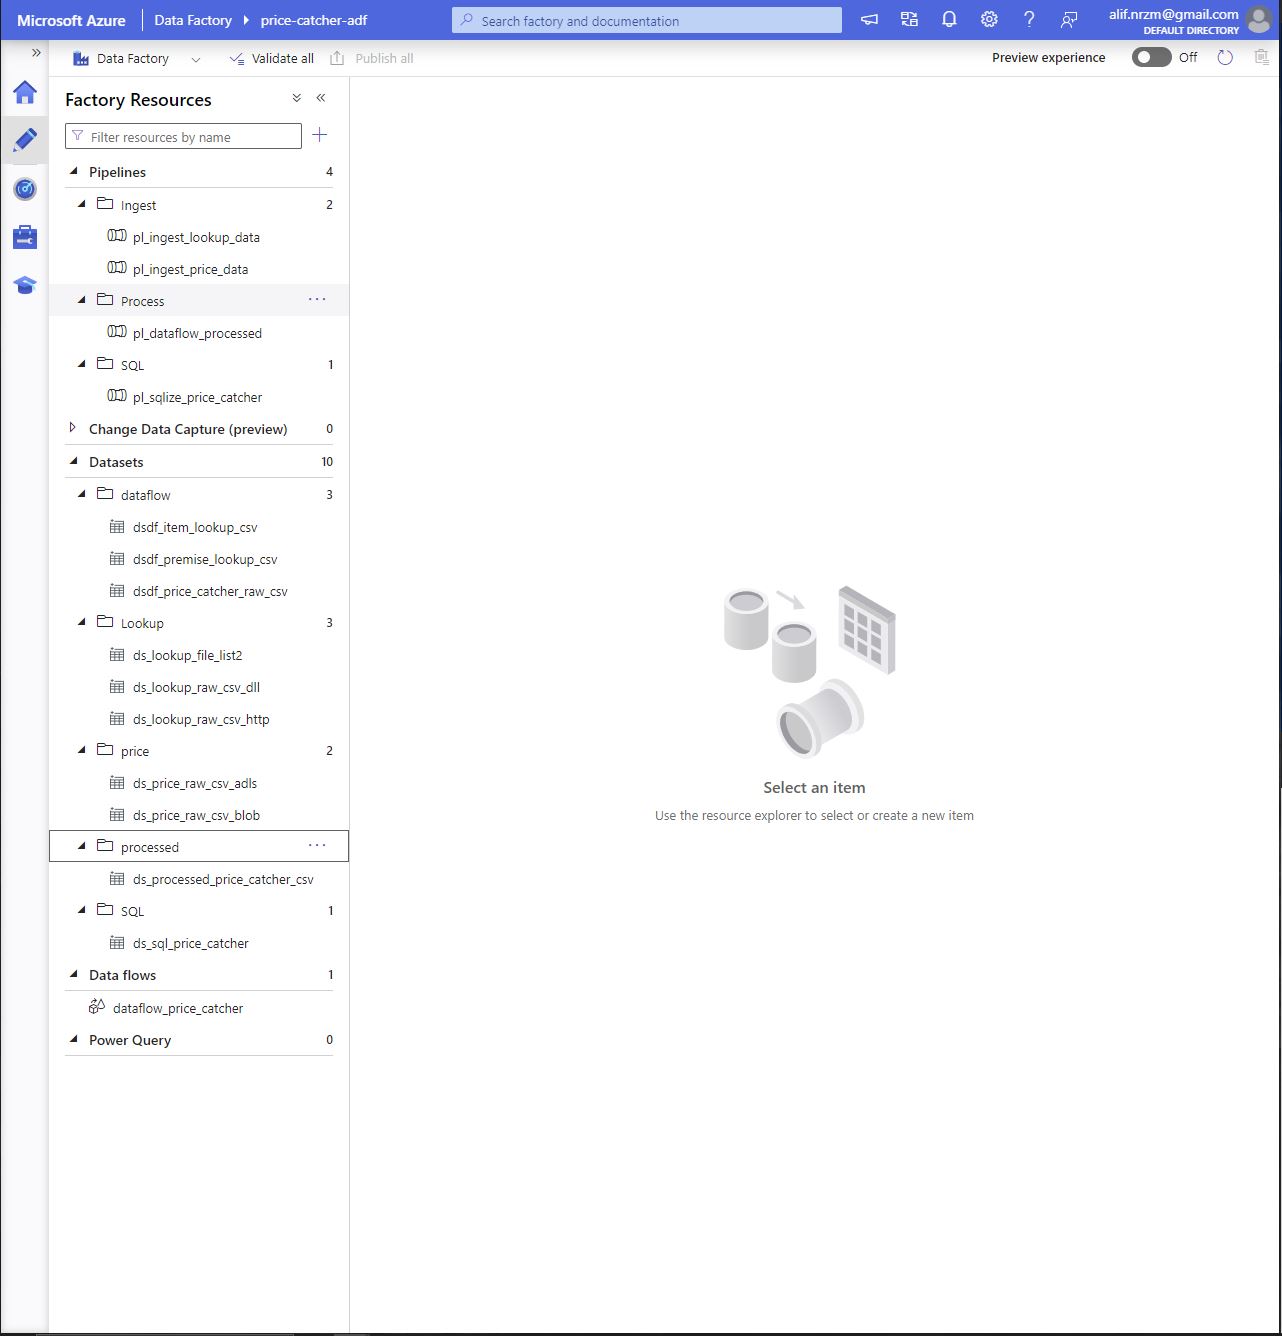 Microsoft Azure Data Factory price-catcher-adf Search factory and documentation alif.nrzm@gmail.com
DEFAULT DIRECTORY
Data Factory Validate all Publish all Preview experience Off
Factory Resources
Filter resources by name
Pipelines 4
Ingest 2
pl_ingest_lookup_data
pl_ingest_price_data
Process
pl_dataflow_processed
SQL 1
pl_sqlize_price_catcher
Change Data Capture (preview) 0
Datasets 10
dataflow 3
dsdf_item_lookup_csv
dsdf_premise_lookup_csv
dsdf_price_catcher_raw_csv
Lookup 3
ds_lookup_file_list2
ds_lookup_raw_csv_dll
ds_lookup_raw_csv_http
price 2
ds_price_raw_csv_adls
ds_price_raw_csv_blob
processed
ds_processed_price_catcher_csv
SQL 1
ds_sql_price_catcher
Data flows 1
dataflow_price_catcher
Power Query 0
Select an item
Use the resource explorer to select or create a new item